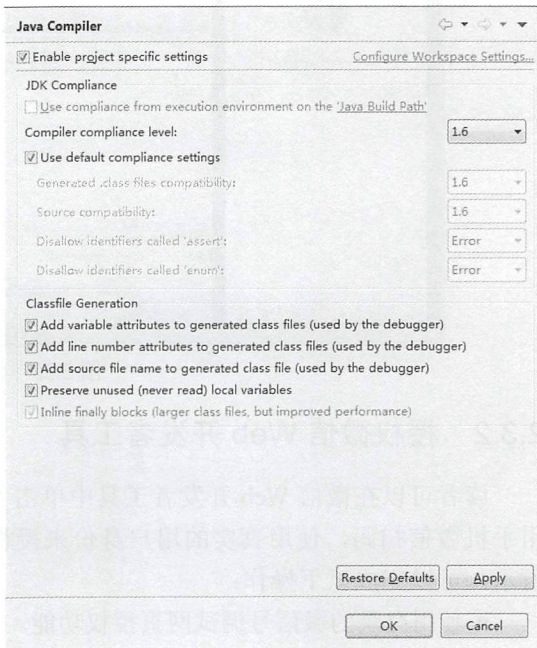 Java Compiler
Enable project specific settings
Configure Workspace Settings...
JDK Compliance
Use compliance from execution environment on the 'Java Build Path'
Compiler compliance level:
1.6
Use default compliance settings
Generated .class files compatibility:
1.6
Source compatibility:
1.6
Disallow identifiers called 'assert':
Error
Disallow identifiers called 'enum':
Error
Classfile Generation
Add variable attributes to generated class files (used by the debugger)
Add line number attributes to generated class files (used by the debugger)
Add source file name to generated class file (used by the debugger)
Preserve unused (never read) local variables
Inline finally blocks (larger class files, but improved performance)
Restore Defaults
Apply
OK
Cancel